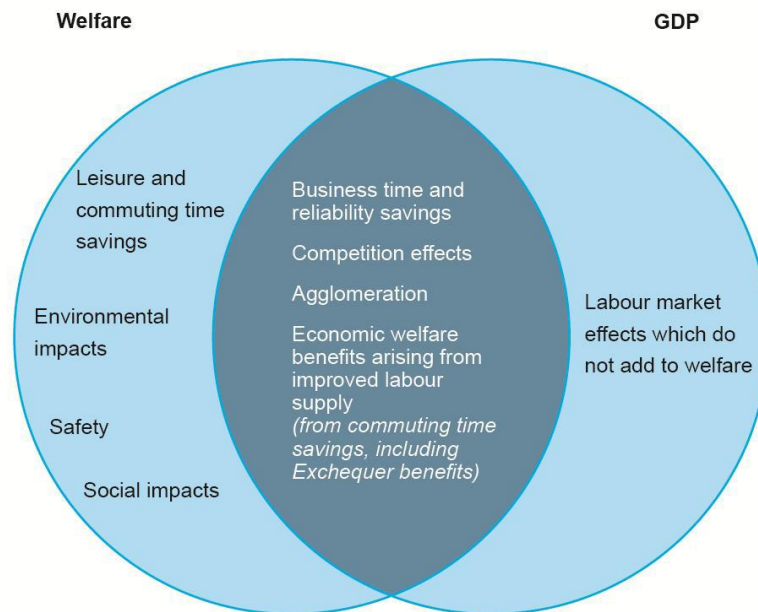 Welfare
GDP
Leisure and
commuting time
savings
Environmental
impacts
Safety
Social impacts
Business time and
reliability savings
Competition effects
Agglomeration
Economic welfare
benefits arising from
improved labour
supply
(from commuting time
savings, including
Exchequer benefits)
Labour market
effects which do
not add to welfare